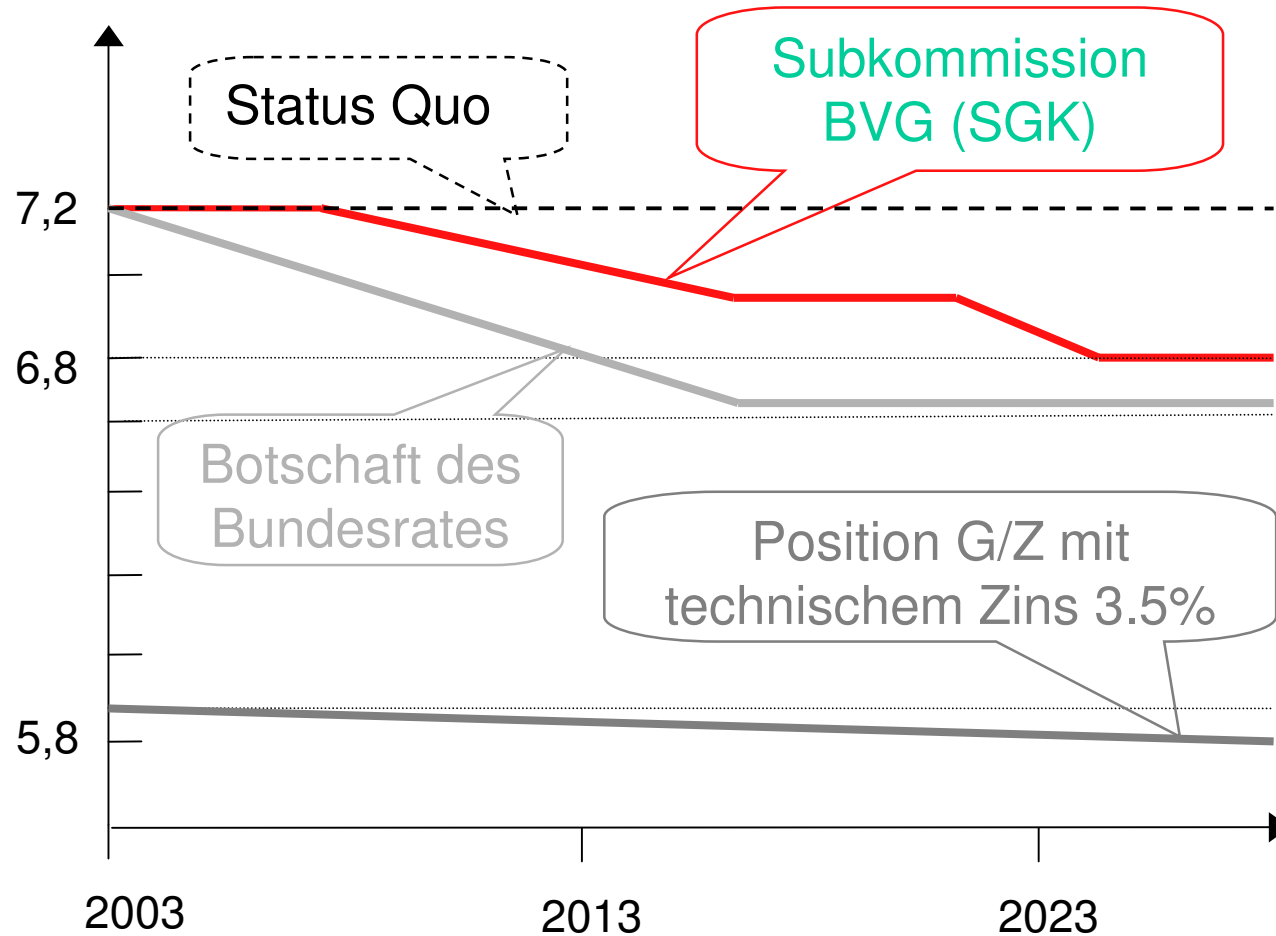 Subkommission
BVG (SGK)
Status Quo
7,2
6,8
Botschaft des
Bundesrates
Position G/Z mit
technischem Zins 3.5%
5,8
2003
2013
2023